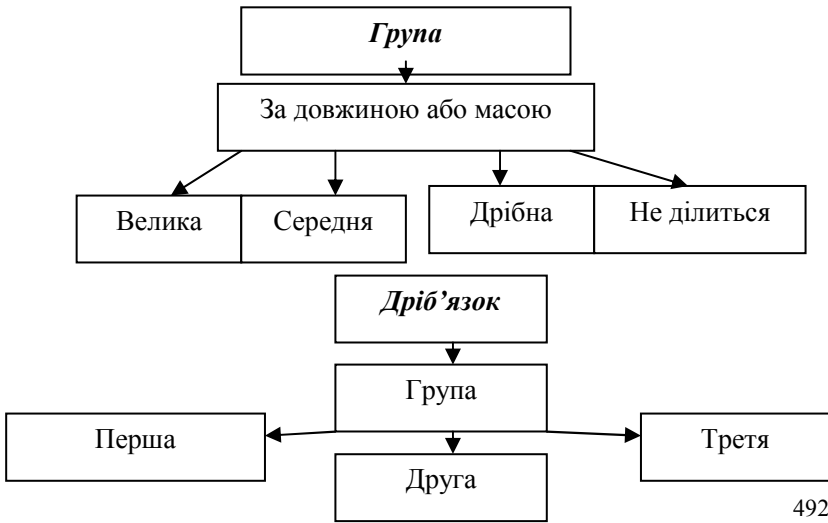 Група
За довжиною або масою
Велика Середня Дрібна Не ділиться
Дріб’язок
Група
Перша Третя
Друга
492